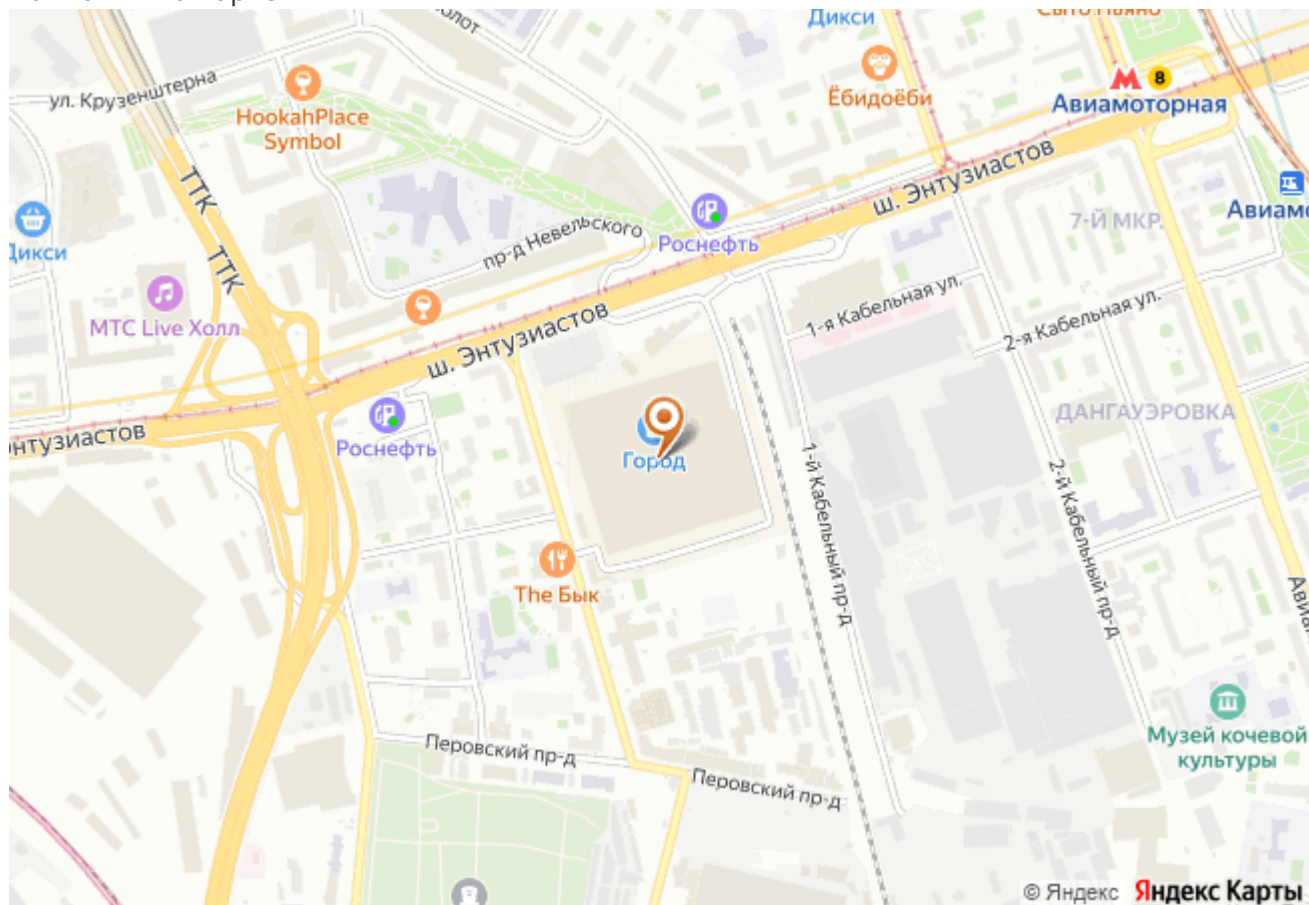 Дикси
ул. Крузенштерна
HookahPlace
Symbol
Ёбидоёби
8
Авиамоторная
ТТК
ш. Энтузиастов
7-Й МКР.
Дикси
пр-д Невельского
Роснефть
ТТК
МТС Live Холл
1-я Кабельная ул.
2-я Кабельная ул.
ш. Энтузиастов
ДАНГАУЭРОВКА
Роснефть
Город
1-й Кабельный пр-д
2-й Кабельный пр-д
The Бык
Музей кочевой
культуры
Перовский пр-д
Перовский пр-д
© Яндекс Яндекс Карты